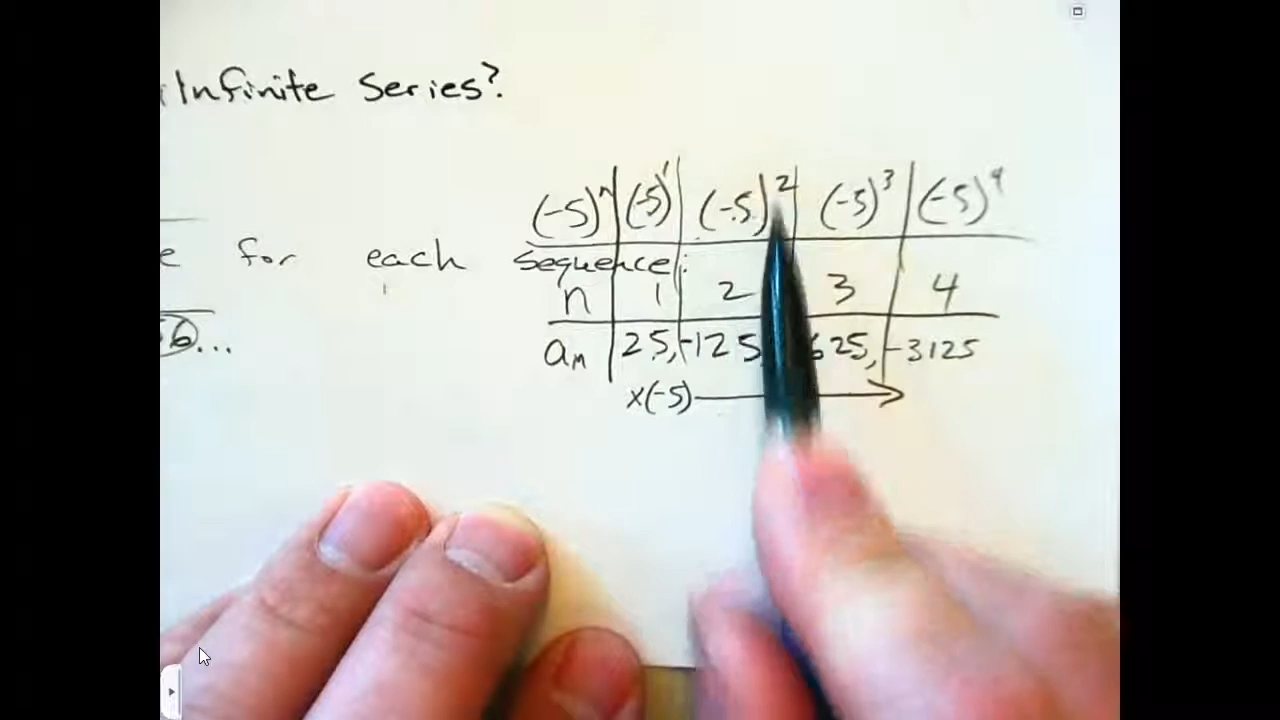 Infinite Series?
(-5)ⁿ (-5)¹ (-5)² (-5)³ (-5)⁴
for each sequence:
n 1 2 3 4
aₙ 25, -125, 625, -3125
6...
x(-5)